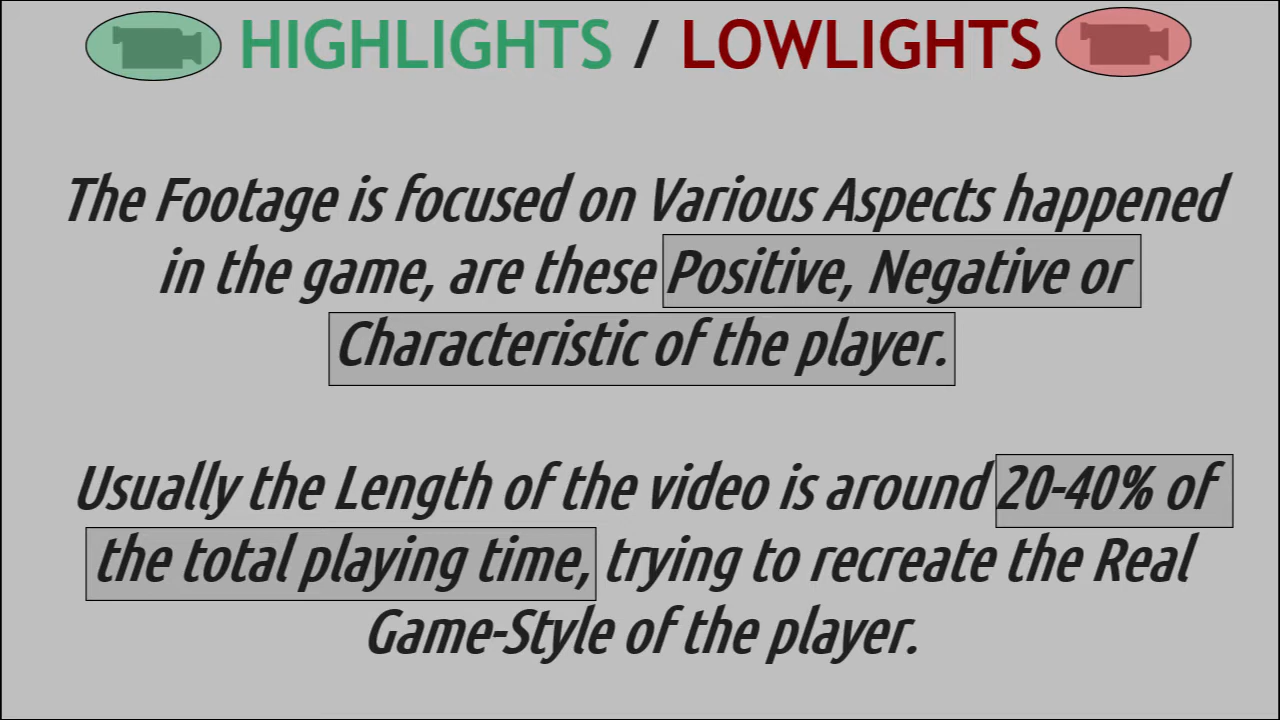 HIGHLIGHTS / LOWLIGHTS
The Footage is focused on Various Aspects happened
in the game, are these Positive, Negative or
Characteristic of the player.
Usually the Length of the video is around 20-40% of
the total playing time, trying to recreate the Real
Game-Style of the player.